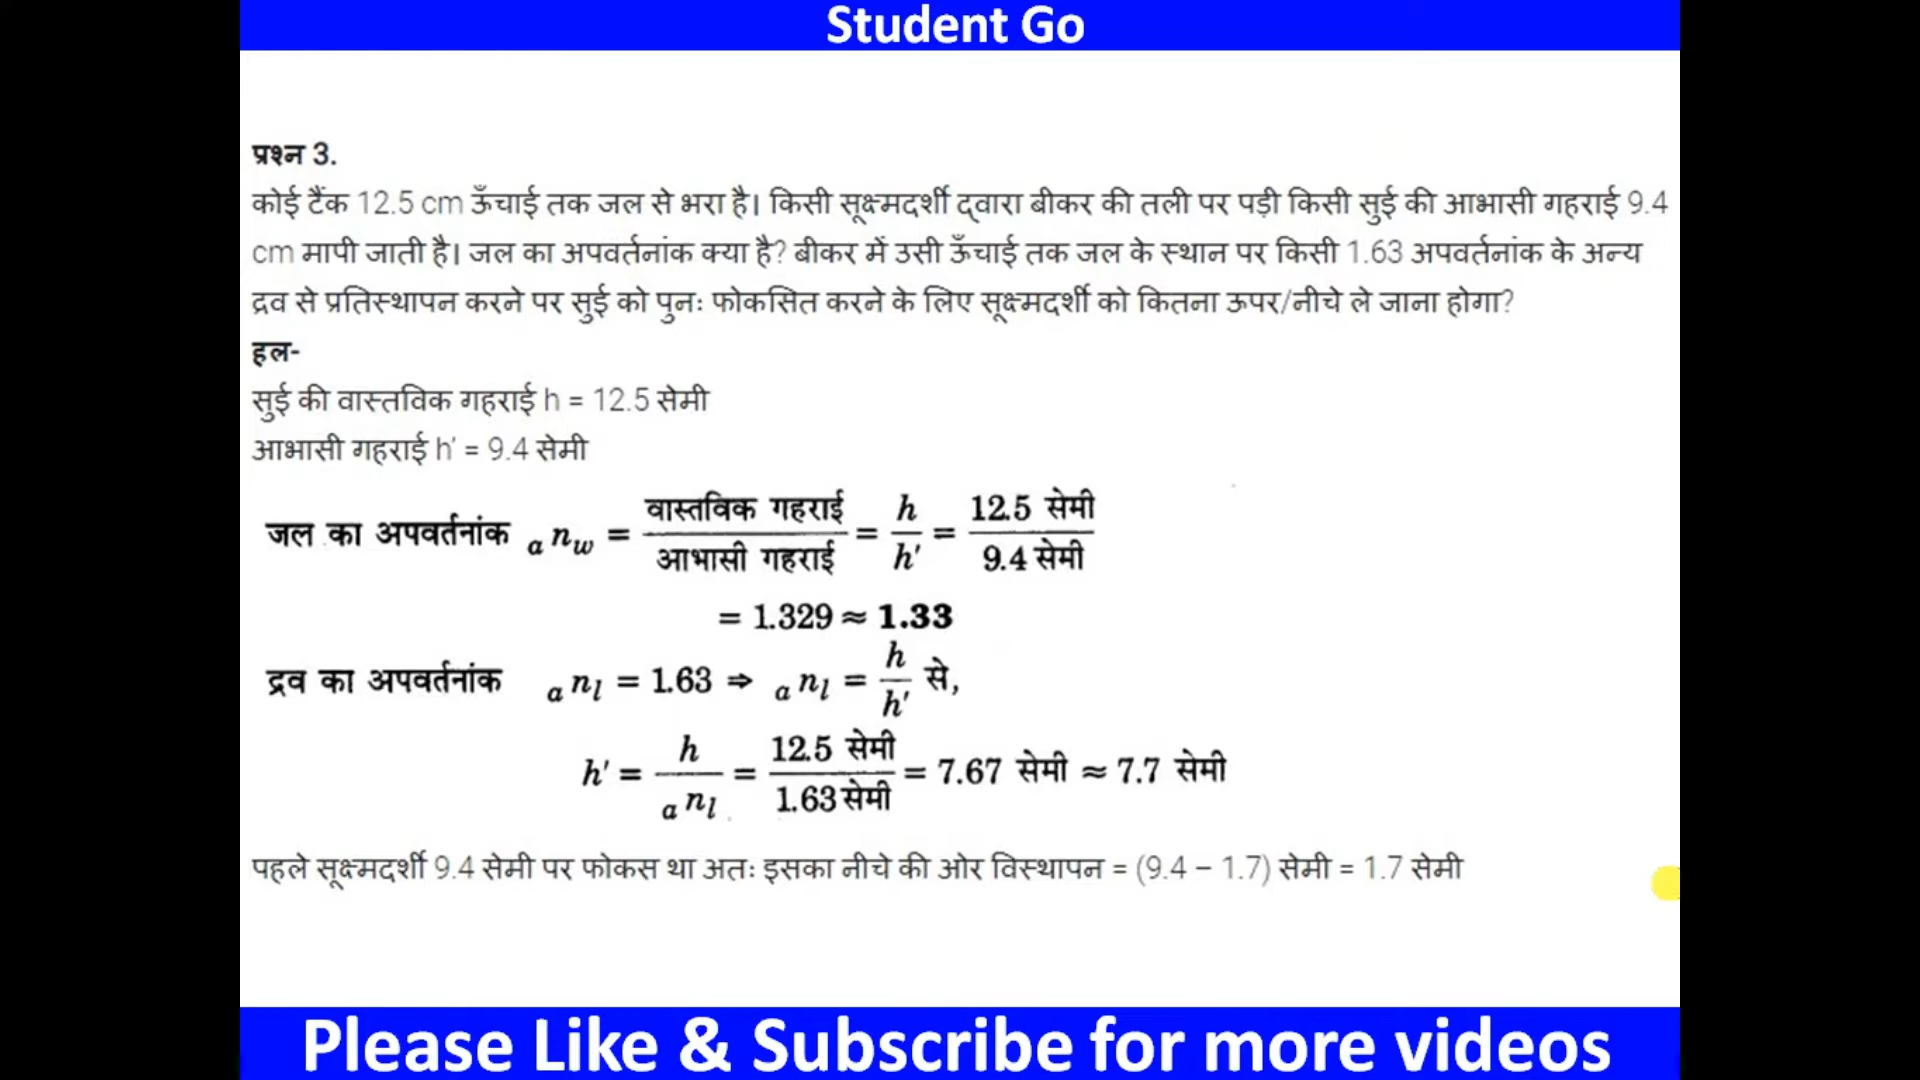 Student Go
प्रश्न 3.
कोई टैंक 12.5 cm ऊँचाई तक जल से भरा है। किसी सूक्ष्मदर्शी द्वारा बीकर की तली पर पड़ी किसी सुई की आभासी गहराई 9.4
cm मापी जाती है। जल का अपवर्तनांक क्या है? बीकर में उसी ऊँचाई तक जल के स्थान पर किसी 1.63 अपवर्तनांक के अन्य
द्रव से प्रतिस्थापन करने पर सुई को पुनः फोकसित करने के लिए सूक्ष्मदर्शी को कितना ऊपर/नीचे ले जाना होगा?
हल-
सुई की वास्तविक गहराई h = 12.5 सेमी
आभासी गहराई h' = 9.4 सेमी
जल का अपवर्तनांक a n w = वास्तविक गहराई / आभासी गहराई = h / h' = 12.5 सेमी / 9.4 सेमी
= 1.329 ≈ 1.33
द्रव का अपवर्तनांक a n l = 1.63 ⇒ a n l = h / h' से,
h' = h / a n l = 12.5 सेमी / 1.63 सेमी = 7.67 सेमी ≈ 7.7 सेमी
पहले सूक्ष्मदर्शी 9.4 सेमी पर फोकस था अतः इसका नीचे की ओर विस्थापन = (9.4 – 1.7) सेमी = 1.7 सेमी
Please Like & Subscribe for more videos